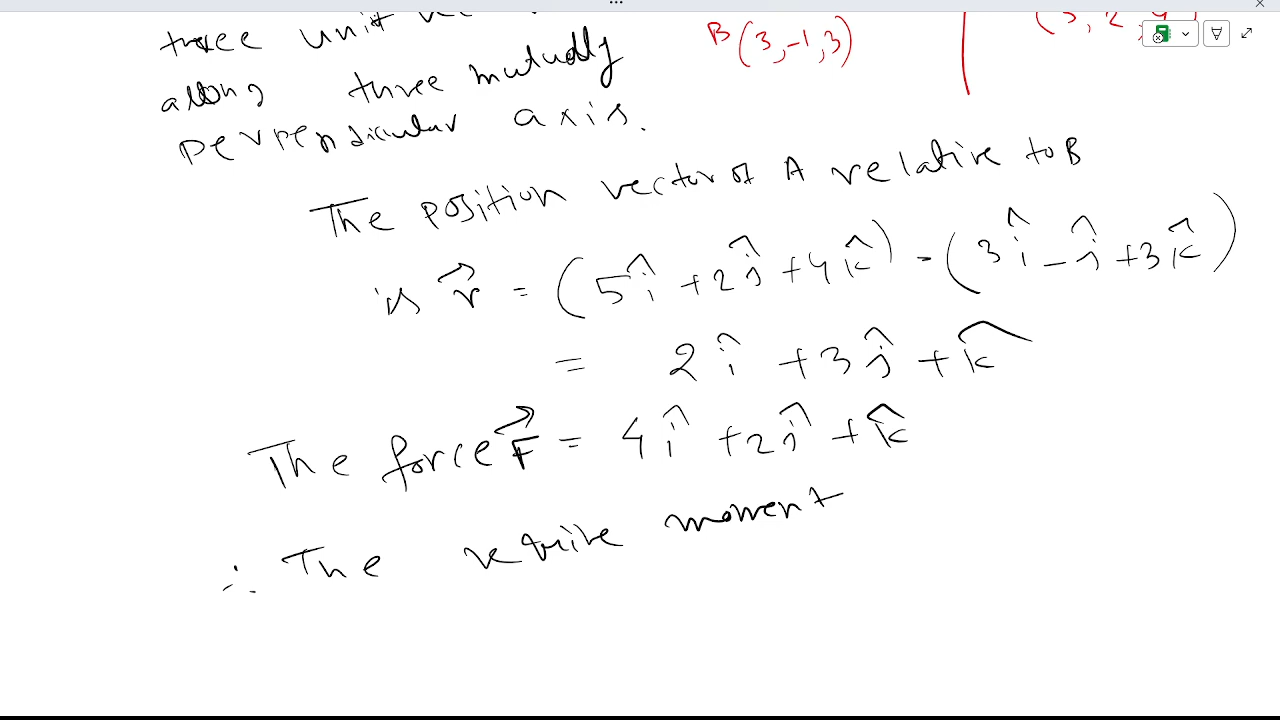 three unit
B(3,-1,3)
along three mutually
perpendicular axis.
The position vector of A relative to B
is r⃗ = (5î + 2ĵ + 4k̂) - (3î - ĵ + 3k̂)
= 2î + 3ĵ + k̂
The force F⃗ = 4î + 2ĵ + k̂
∴ The moment